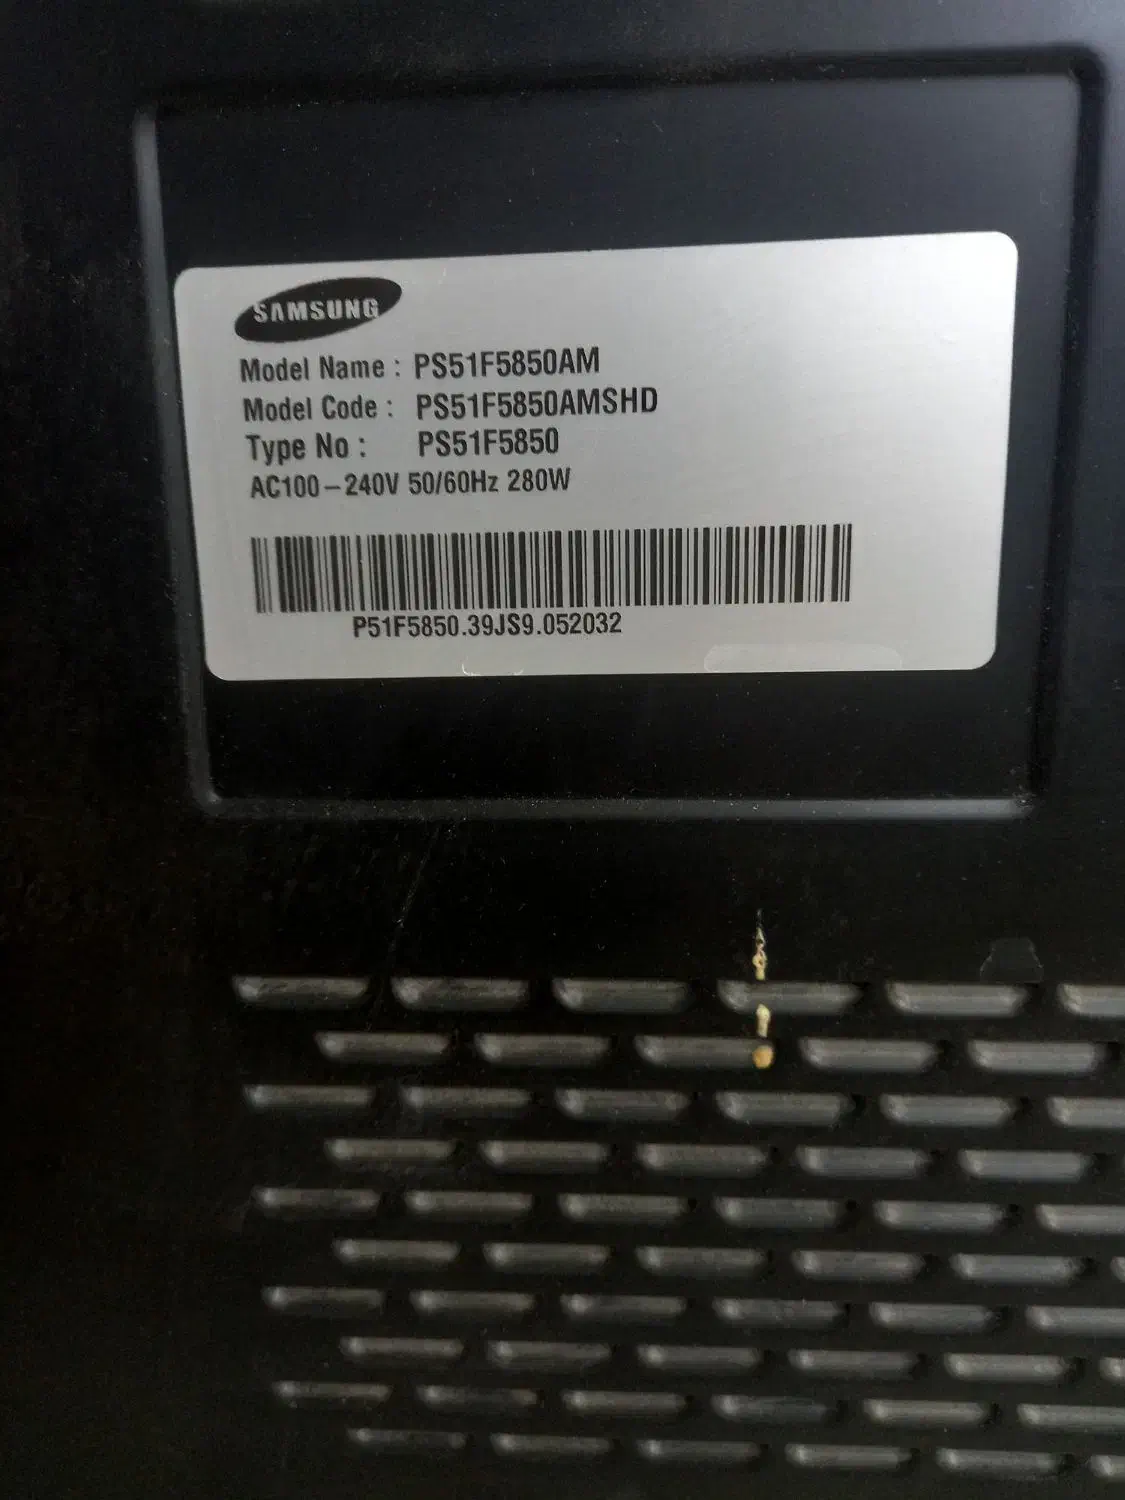 SAMSUNG
Model Name : PS51F5850AM
Model Code : PS51F5850AMSHD
Type No : PS51F5850
AC100-240V 50/60Hz 280W
P51F5850.39JS9.052032